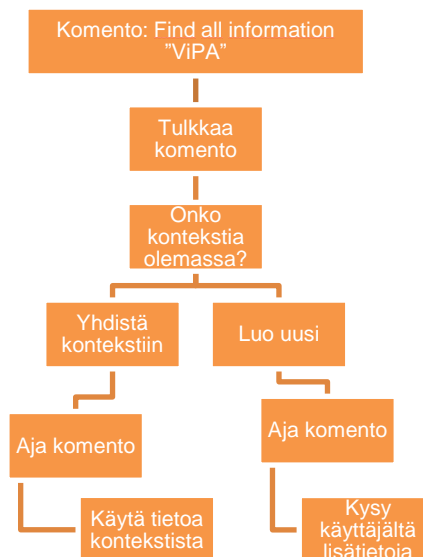 Komento: Find all information
"ViPA"
Tulkkaa
komento
Onko
kontekstia
olemassa?
Yhdistä
kontekstiin
Luo uusi
Aja komento
Aja komento
Käytä tietoa
kontekstista
Kysy
käyttäjältä
lisätietoja